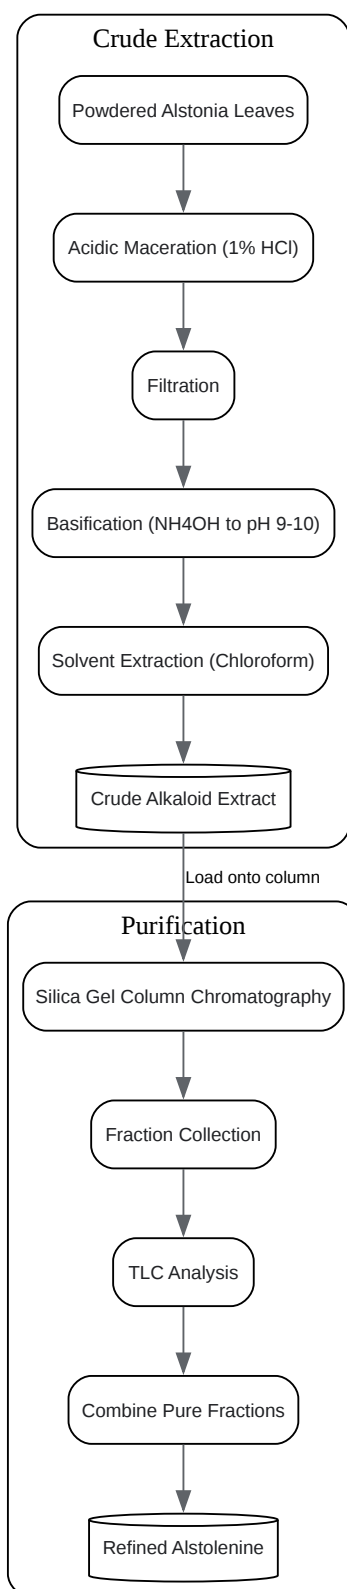 Crude Extraction
Powdered Alstonia Leaves
Acidic Maceration (1% HCl)
Filtration
Basification (NH4OH to pH 9-10)
Solvent Extraction (Chloroform)
Crude Alkaloid Extract
Load onto column
Purification
Silica Gel Column Chromatography
Fraction Collection
TLC Analysis
Combine Pure Fractions
Refined Alstolenine